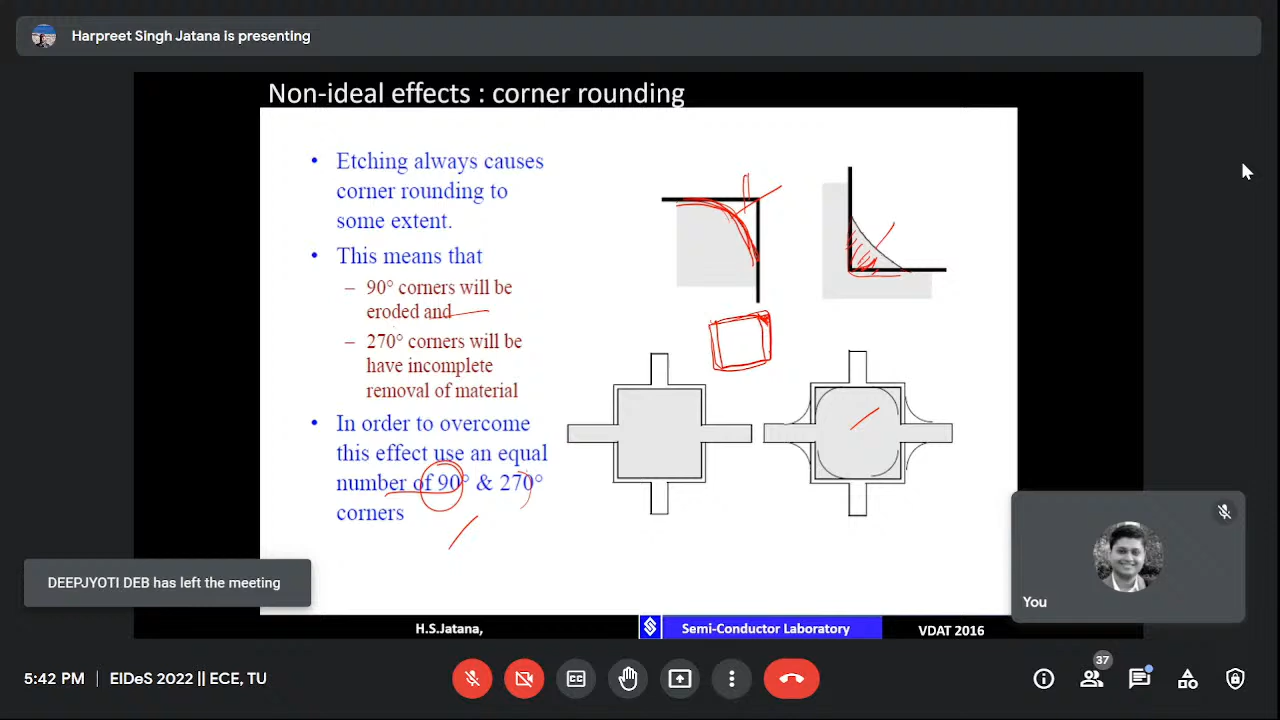 Harpreet Singh Jatana is presenting
Non-ideal effects : corner rounding
• Etching always causes
corner rounding to
some extent.
• This means that
– 90° corners will be
eroded and
– 270° corners will be
have incomplete
removal of material
• In order to overcome
this effect use an equal
number of 90° & 270°
corners
DEEPJYOTI DEB has left the meeting
You
H.S.Jatana,
Semi-Conductor Laboratory
VDAT 2016
5:42 PM | EIDeS 2022 || ECE, TU
CC
37